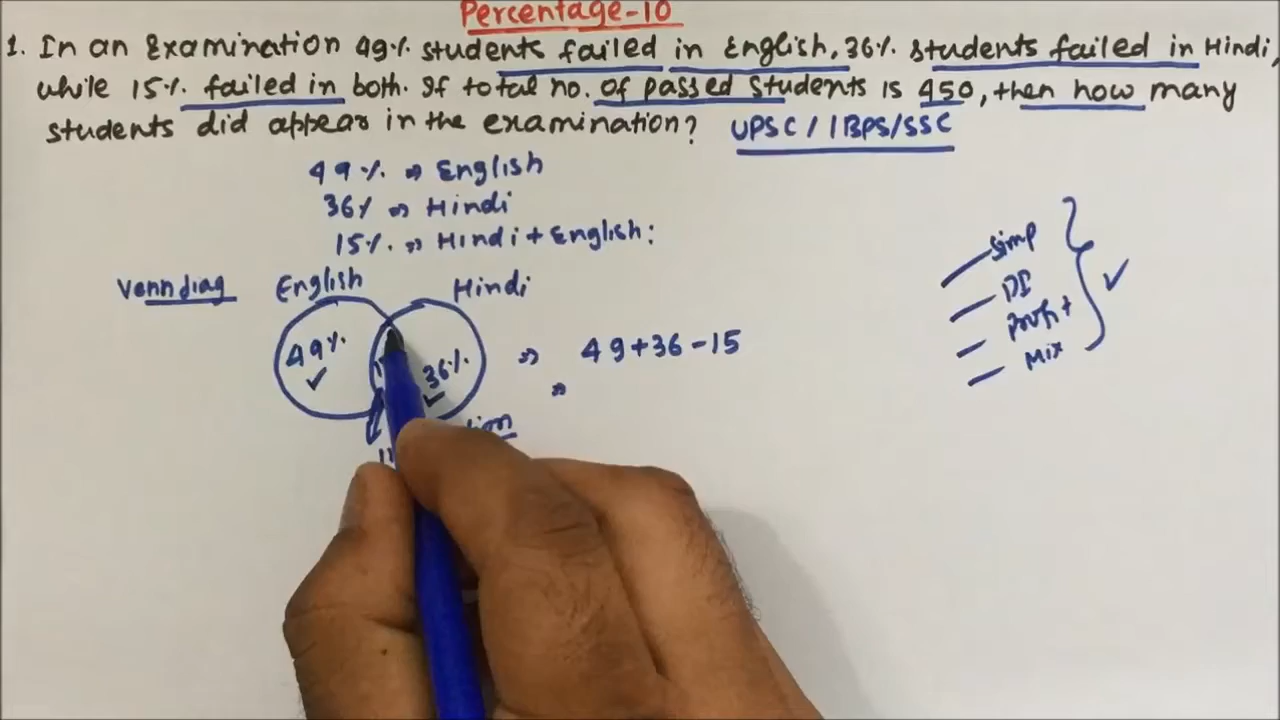 Percentage-10
1. In an Examination 49% students failed in English, 36% students failed in Hindi,
while 15% failed in both. If total no. of passed students is 450, then how many
students did appear in the examination? UPSC/IBPS/SSC
49% ⇒ English
36% ⇒ Hindi
15% ⇒ Hindi + English:
Venn diag English Hindi
49% 36% ⇒ 49+36-15
⇒
Simp
DI
Profit
Mix